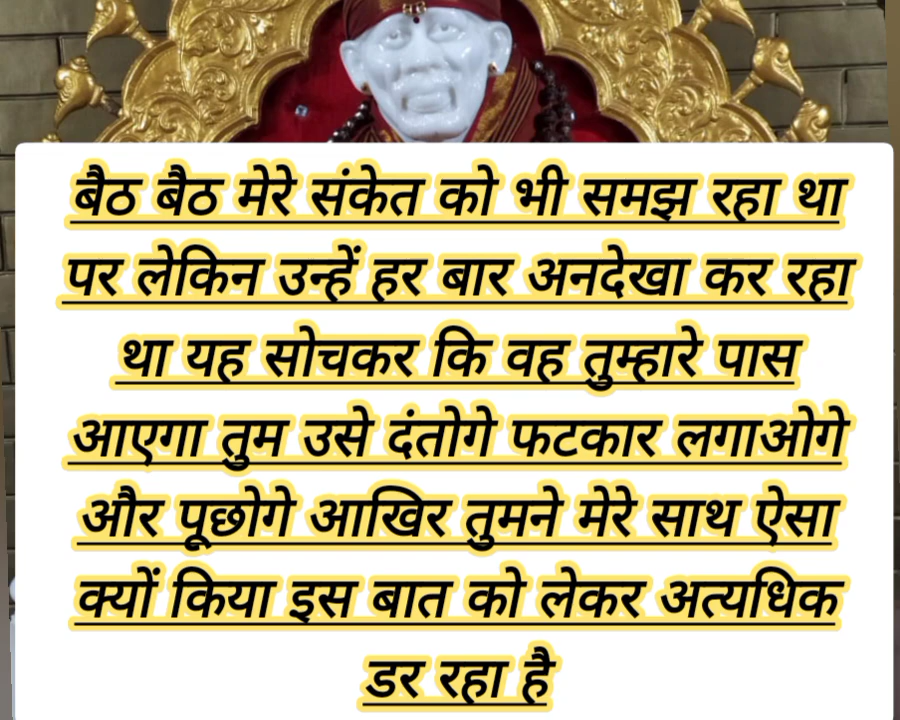 बैठ बैठ मेरे संकेत को भी समझ रहा था
पर लेकिन उन्हें हर बार अनदेखा कर रहा
था यह सोचकर कि वह तुम्हारे पास
आएगा तुम उसे दंतोगे फटकार लगाओगे
और पूछोगे आखिर तुमने मेरे साथ ऐसा
क्यों किया इस बात को लेकर अत्यधिक
डर रहा है